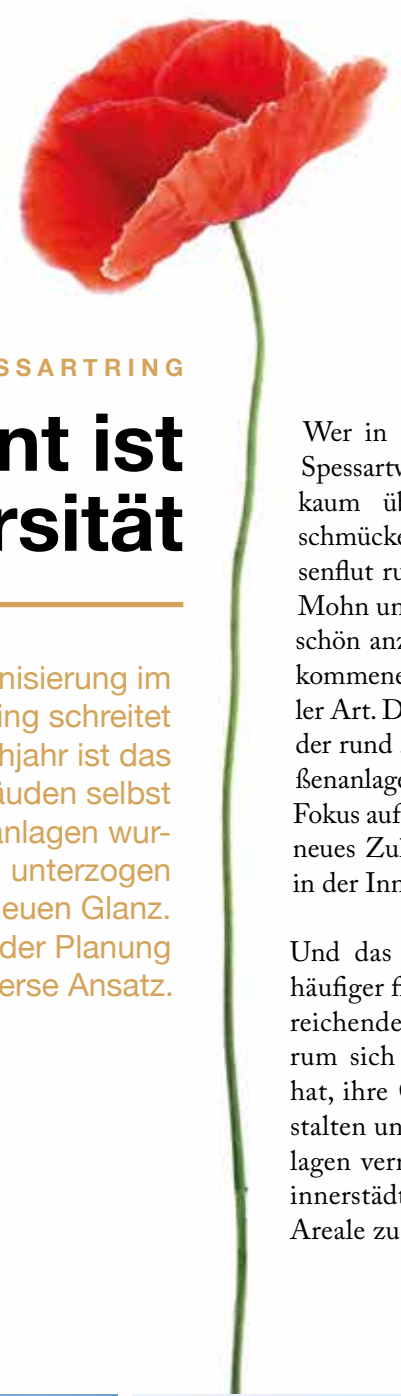 SSARTRING
nt ist
rsität
nisierung im
ing schreitet
hjahr ist das
äuden selbst
anlagen wur-
unterzogen
euen Glanz.
der Planung
erse Ansatz.
Wer in
Spessartw
kaum üb
schmücke
senflut ru
Mohn un
schön anz
kommene
ler Art. D
der rund
ßenanlage
Fokus auf
neues Zul
in der Inn
Und das
häufiger fi
reichende
rum sich
hat, ihre
stalten un
lagen verr
innerstädt
Areale zu